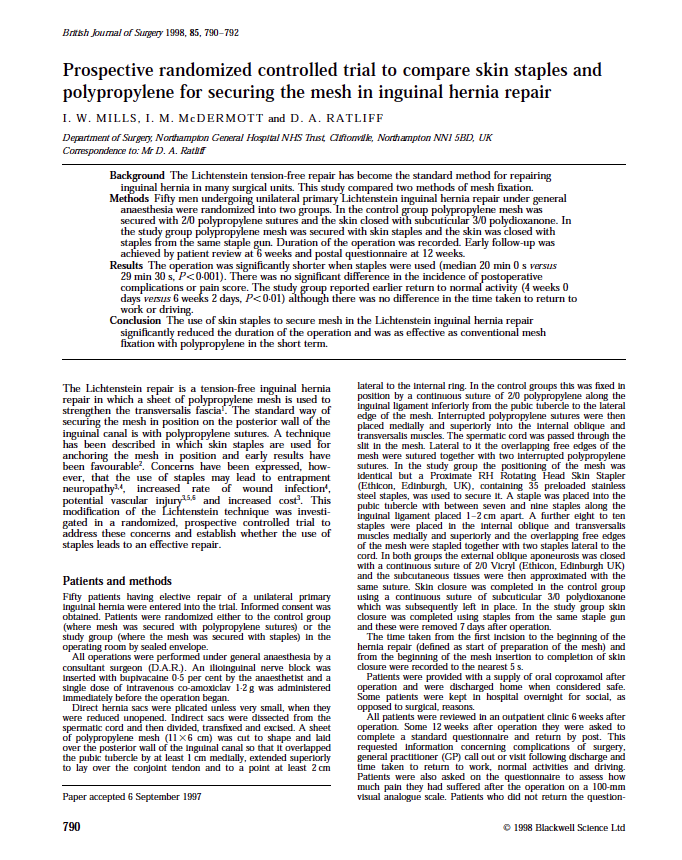 British Journal of Surgery 1998, 85, 790–792
Prospective randomized controlled trial to compare skin staples and
polypropylene for securing the mesh in inguinal hernia repair
I. W. MILLS, I. M. McDERMOTT and D. A. RATLIFF
Department of Surgery, Northampton General Hospital NHS Trust, Cliftonville, Northampton NN1 5BD, UK
Correspondence to: Mr D. A. Ratliff
Background The Lichtenstein tension-free repair has become the standard method for repairing
inguinal hernia in many surgical units. This study compared two methods of mesh fixation.
Methods Fifty men undergoing unilateral primary Lichtenstein inguinal hernia repair under general
anaesthesia were randomized into two groups. In the control group polypropylene mesh was
secured with 2/0 polypropylene sutures and the skin closed with subcuticular 3/0 polydioxanone. In
the study group polypropylene mesh was secured with skin staples and the skin was closed with
staples from the same staple gun. Duration of the operation was recorded. Early follow-up was
achieved by patient review at 6 weeks and postal questionnaire at 12 weeks.
Results The operation was significantly shorter when staples were used (median 20 min 0 s versus
29 min 30 s, P<0·001). There was no significant difference in the incidence of postoperative
complications or pain score. The study group reported earlier return to normal activity (4 weeks 0
days versus 6 weeks 2 days, P<0·01) although there was no difference in the time taken to return to
work or driving.
Conclusion The use of skin staples to secure mesh in the Lichtenstein inguinal hernia repair
significantly reduced the duration of the operation and was as effective as conventional mesh
fixation with polypropylene in the short term.
The Lichtenstein repair is a tension-free inguinal hernia
repair in which a sheet of polypropylene mesh is used to
strengthen the transversalis fascia¹. The standard way of
securing the mesh in position on the posterior wall of the
inguinal canal is with polypropylene sutures. A technique
has been described in which skin staples are used for
anchoring the mesh in position and early results have
been favourable². Concerns have been expressed, how-
ever, that the use of staples may lead to entrapment
neuropathy³,⁴, increased rate of wound infection⁴,
potential vascular injury³,⁵,⁶ and increased cost³. This
modification of the Lichtenstein technique was investi-
gated in a randomized, prospective controlled trial to
address these concerns and establish whether the use of
staples leads to an effective repair.
Patients and methods
Fifty patients having elective repair of a unilateral primary
inguinal hernia were entered into the trial. Informed consent was
obtained. Patients were randomized either to the control group
(where mesh was secured with polypropylene sutures) or the
study group (where the mesh was secured with staples) in the
operating room by sealed envelope.
All operations were performed under general anaesthesia by a
consultant surgeon (D.A.R.). An ilioinguinal nerve block was
inserted with bupivacaine 0·5 per cent by the anaesthetist and a
single dose of intravenous co-amoxiclav 1·2 g was administered
immediately before the operation began.
Direct hernia sacs were plicated unless very small, when they
were reduced unopened. Indirect sacs were dissected from the
spermatic cord and then divided, transfixed and excised. A sheet
of polypropylene mesh (11×6 cm) was cut to shape and laid
over the posterior wall of the inguinal canal so that it overlapped
the pubic tubercle by at least 1 cm medially, extended superiorly
to lay over the conjoint tendon and to a point at least 2 cm
Paper accepted 6 September 1997
lateral to the internal ring. In the control groups this was fixed in
position by a continuous suture of 2/0 polypropylene along the
inguinal ligament inferiorly from the pubic tubercle to the lateral
edge of the mesh. Interrupted polypropylene sutures were then
placed medially and superiorly into the internal oblique and
transversalis muscles. The spermatic cord was passed through the
slit in the mesh. Lateral to it the overlapping free edges of the
mesh were sutured together with two interrupted polypropylene
sutures. In the study group the positioning of the mesh was
identical but a Proximate RH Rotating Head Skin Stapler
(Ethicon, Edinburgh, UK), containing 35 preloaded stainless
steel staples, was used to secure it. A staple was placed into the
pubic tubercle with between seven and nine staples along the
inguinal ligament placed 1–2 cm apart. A further eight to ten
staples were placed in the internal oblique and transversalis
muscles medially and superiorly and the overlapping free edges
of the mesh were stapled together with two staples lateral to the
cord. In both groups the external oblique aponeurosis was closed
with a continuous suture of 2/0 Vicryl (Ethicon, Edinburgh UK)
and the subcutaneous tissues were then approximated with the
same suture. Skin closure was completed in the control group
using a continuous suture of subcuticular 3/0 polydioxanone
which was subsequently left in place. In the study group skin
closure was completed using staples from the same staple gun
and these were removed 7 days after operation.
The time taken from the first incision to the beginning of the
hernia repair (defined as start of preparation of the mesh) and
from the beginning of the mesh insertion to completion of skin
closure were recorded to the nearest 5 s.
Patients were provided with a supply of oral coproxamol after
operation and were discharged home when considered safe.
Some patients were kept in hospital overnight for social, as
opposed to surgical, reasons.
All patients were reviewed in an outpatient clinic 6 weeks after
operation. Some 12 weeks after operation they were asked to
complete a standard questionnaire and return by post. This
requested information concerning complications of surgery,
general practitioner (GP) call out or visit following discharge and
time taken to return to work, normal activities and driving.
Patients were also asked on the questionnaire to assess how
much pain they had suffered after the operation on a 100-mm
visual analogue scale. Patients who did not return the question-
790
© 1998 Blackwell Science Ltd